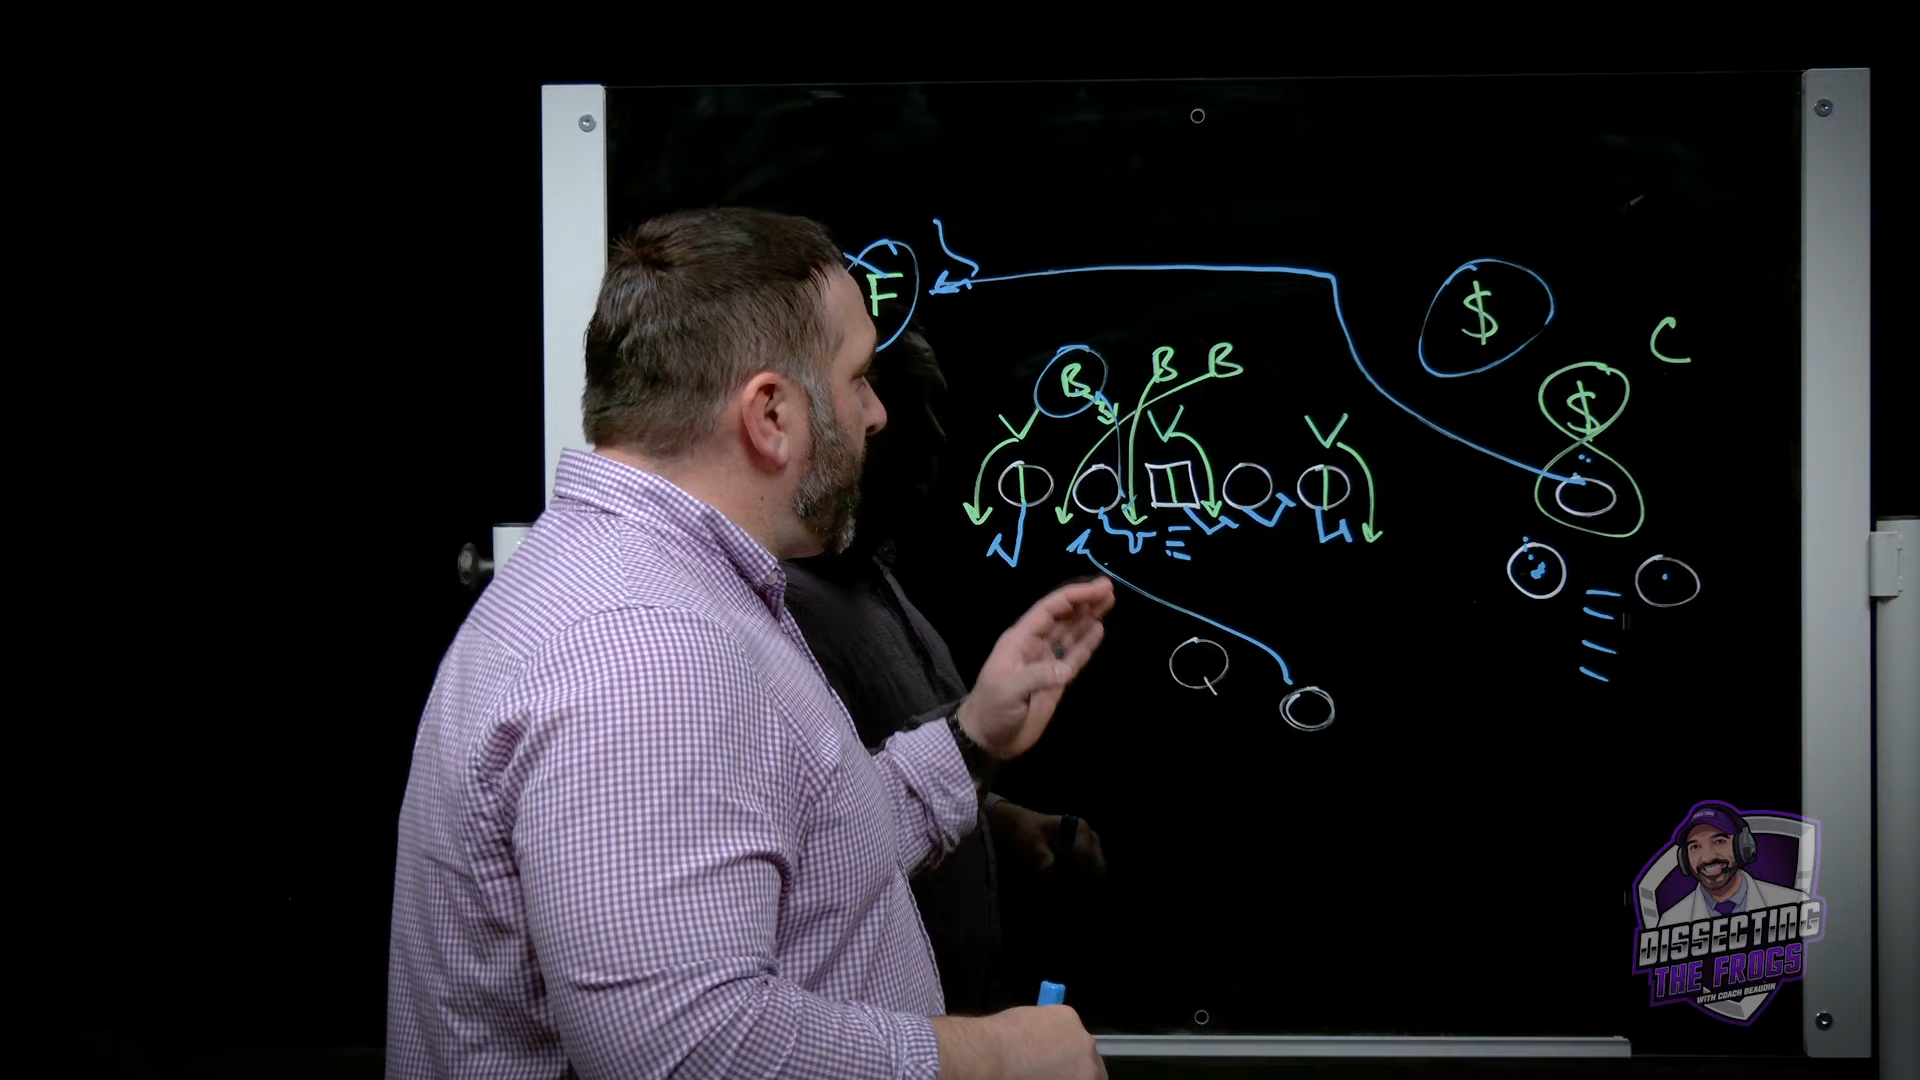 F
$
C
B
B
B
$
V
V
V
DISSECTING
THE FROGS
WITH COACH BEAUDIN